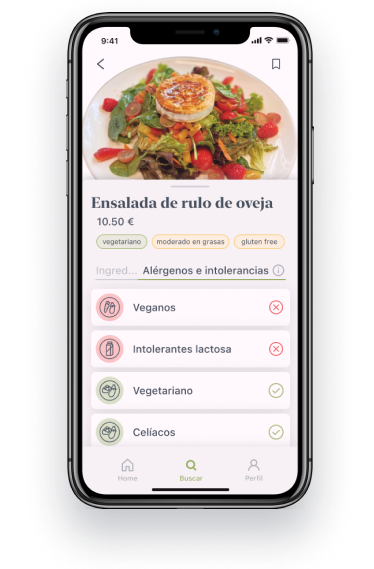 9:41
Ensalada de rulo de oveja
10.50 €
vegetariano moderado en grasas gluten free
Ingred... Alérgenos e intolerancias
Veganos
Intolerantes lactosa
Vegetariano
Celíacos
Home Buscar Perfil